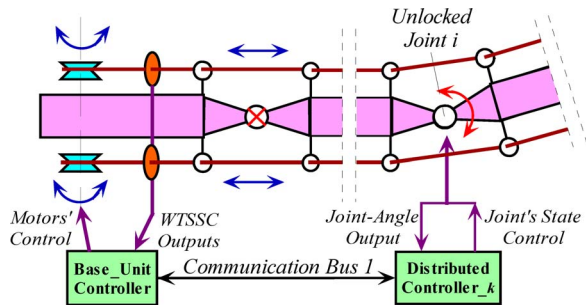 Unlocked
Joint i
Motors'
Control
WTSSC
Outputs
Joint-Angle
Output
Joint's State
Control
Base_Unit
Controller
Communication Bus 1
Distributed
Controller_k